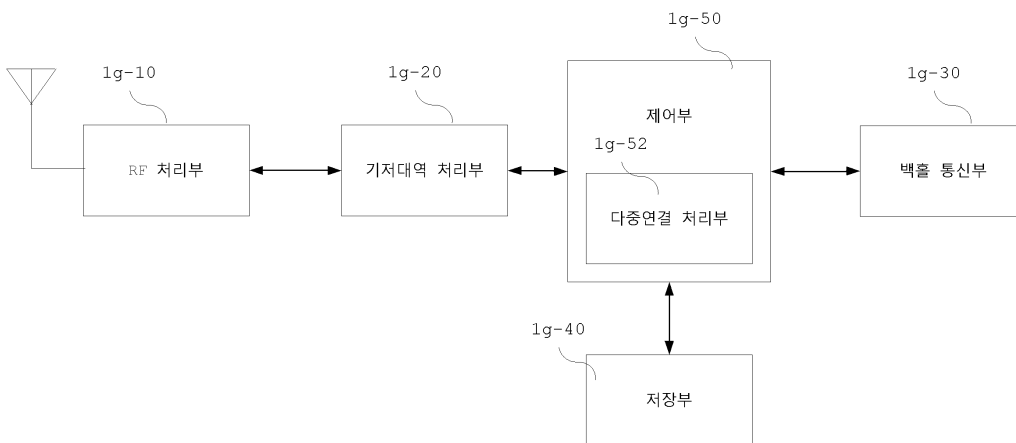 1g-50
1g-10
1g-20
1g-30
제어부
1g-52
RF 처리부
기저대역 처리부
백홀 통신부
다중연결 처리부
1g-40
저장부